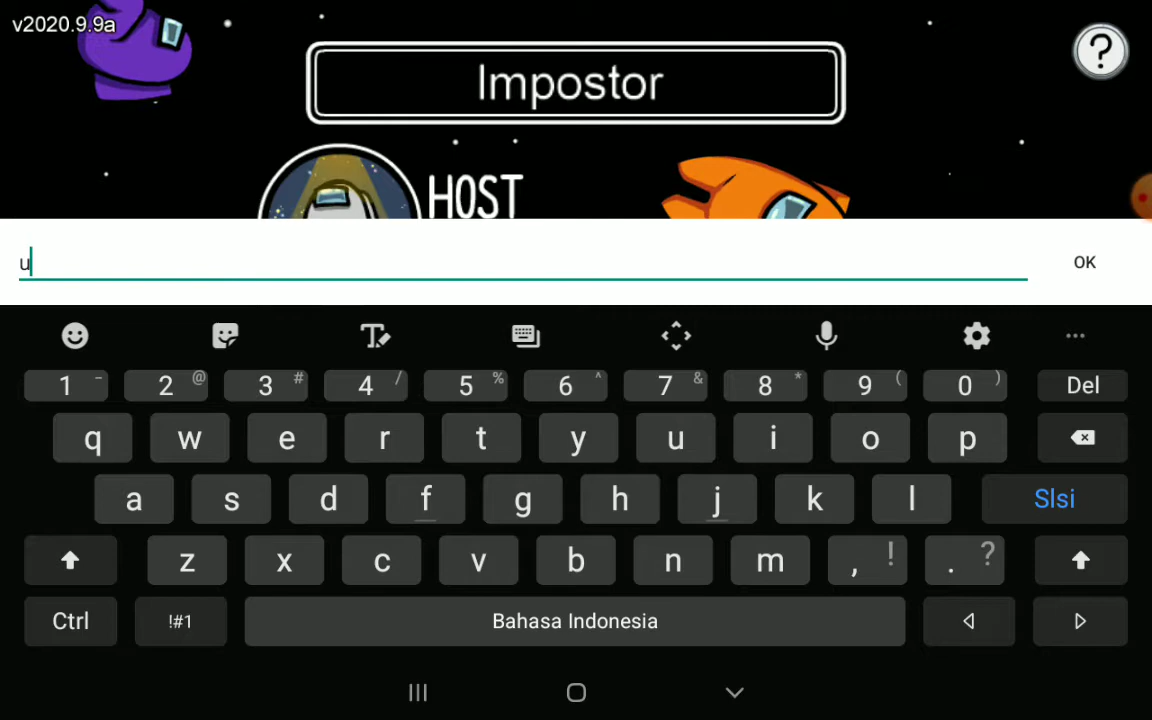 v2020.9.9a
Impostor
?
HOST
u
OK
1 - 2 @ 3 # 4 / 5 % 6 ^ 7 & 8 * 9 ( 0 ) Del
q w e r t y u i o p
a s d f g h j k l Slsi
z x c v b n m , ! . ?
Ctrl !#1 Bahasa Indonesia